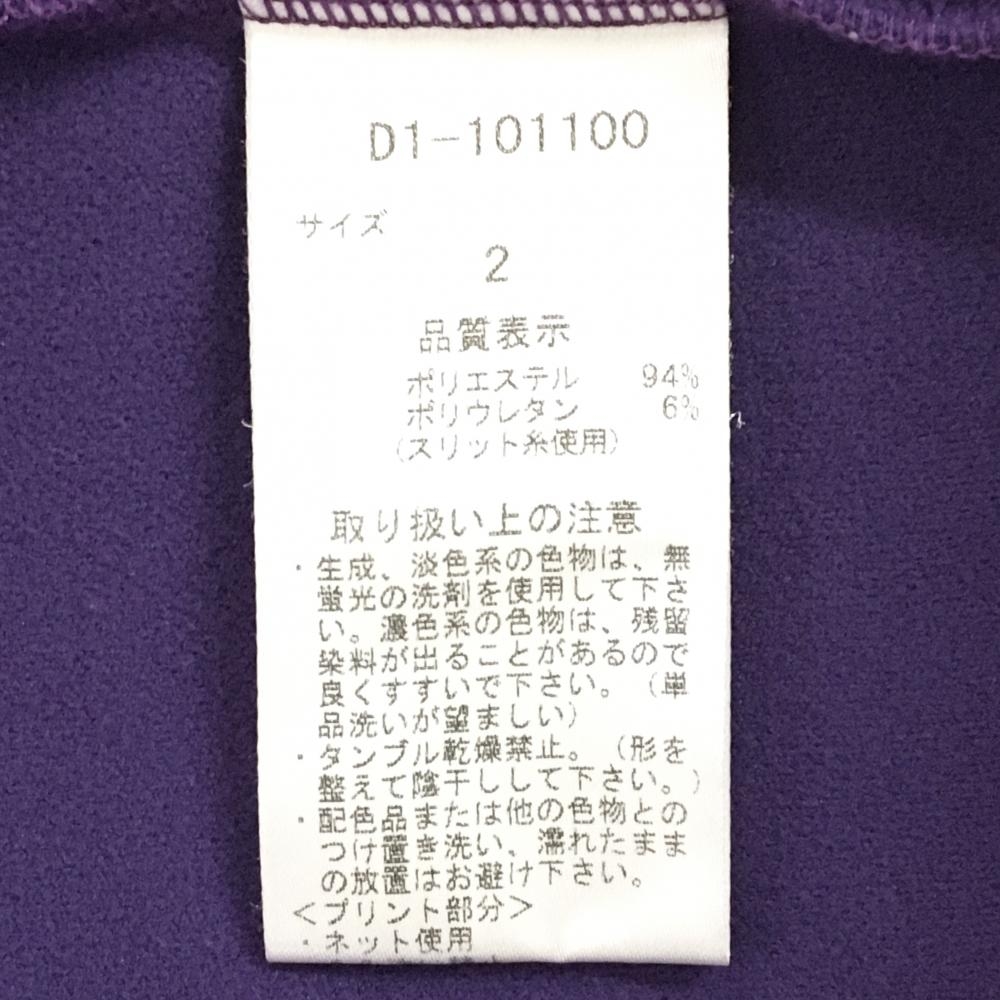 D1-101100
サイズ
2
品質表示
ポリエステル 94%
ポリウレタン 6%
(スリット糸使用)
取り扱い上の注意
・生成、淡色系の色物は、無
蛍光の洗剤を使用して下さ
い。濃色系の色物は、残留
染料が出ることがあるので
良くすすいで下さい。(単
品洗いが望ましい)
・タンブル乾燥禁止。(形を
整えて陰干しして下さい。)
・配色品または他の色物との
つけ置き洗い、濡れたまま
の放置はお避け下さい。
<プリント部分>
・ネット使用